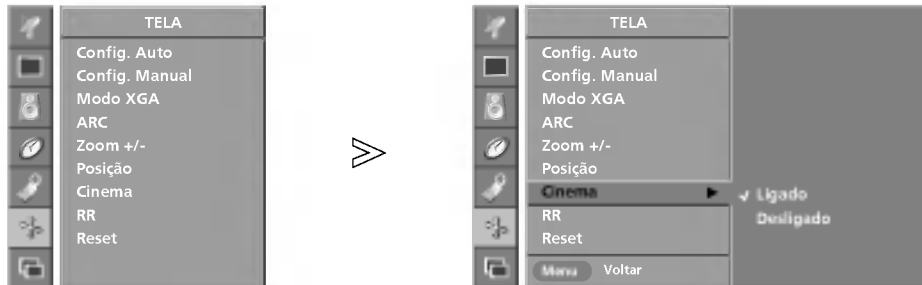 TELA
Config. Auto
Config. Manual
Modo XGA
ARC
Zoom +/-
Posição
Cinema
RR
Reset
TELA
Config. Auto
Config. Manual
Modo XGA
ARC
Zoom +/-
Posição
Cinema
RR
Reset
Menu Voltar
Ligado
Desligado